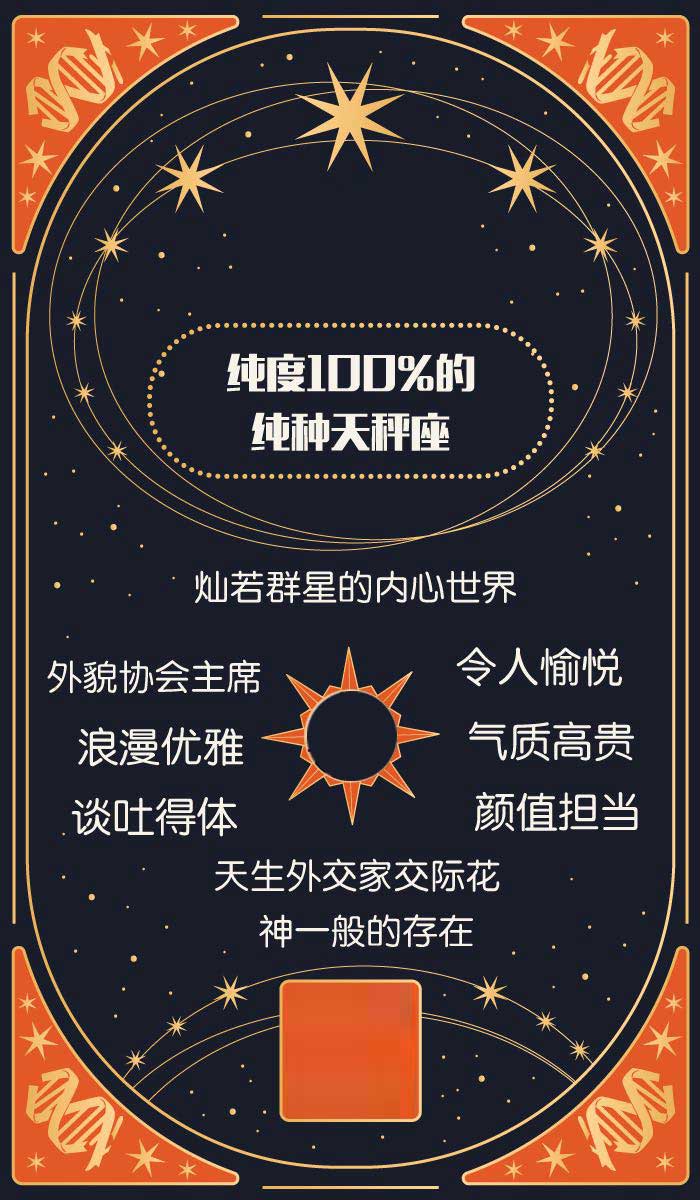 纯度100%的
纯种天秤座
灿若群星的内心世界
外貌协会主席
令人愉悦
浪漫优雅
气质高贵
谈吐得体
颜值担当
天生外交家交际花
神一般的存在